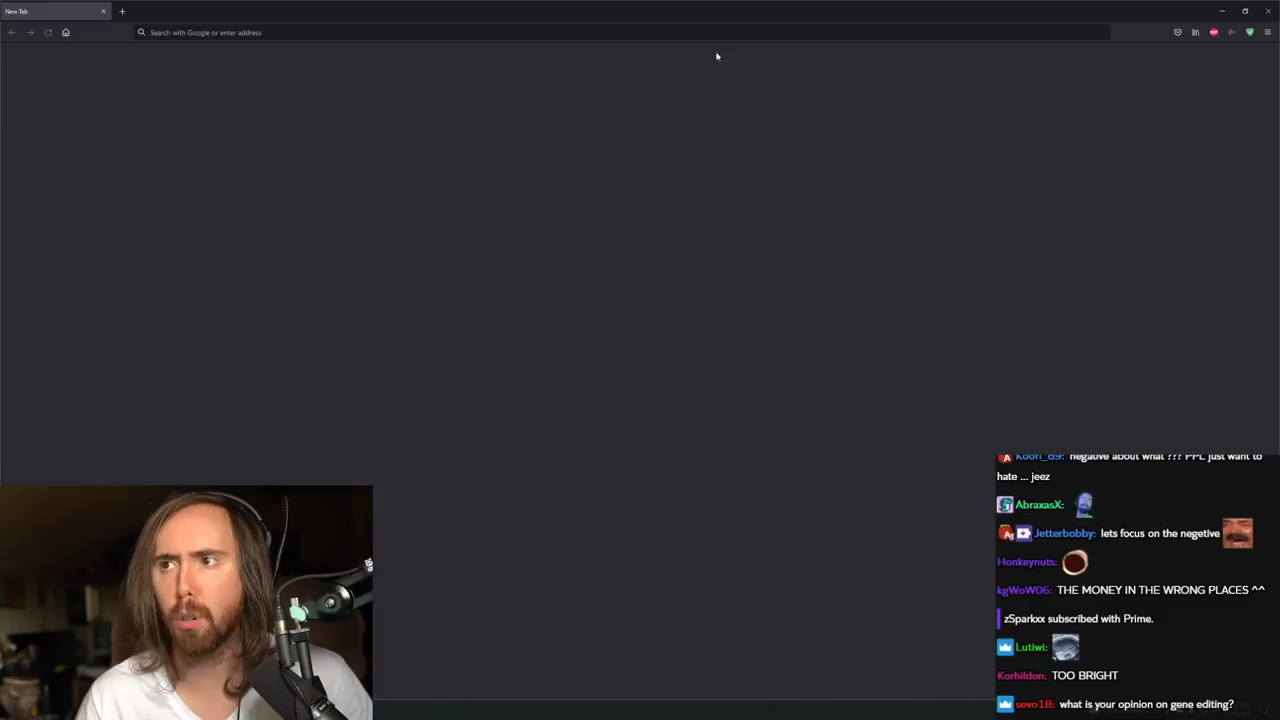 New Tab
Search with Google or enter address
Koori_89: negative about what ??? PPL just want to
hate ... jeez
AbraxasX:
Jetterbobby: lets focus on the negetive
Honkeynuts:
kgWoW06: THE MONEY IN THE WRONG PLACES ^^
zSparkxx subscribed with Prime.
Lutiwi:
Korhildon: TOO BRIGHT
sevo18: what is your opinion on gene editing?